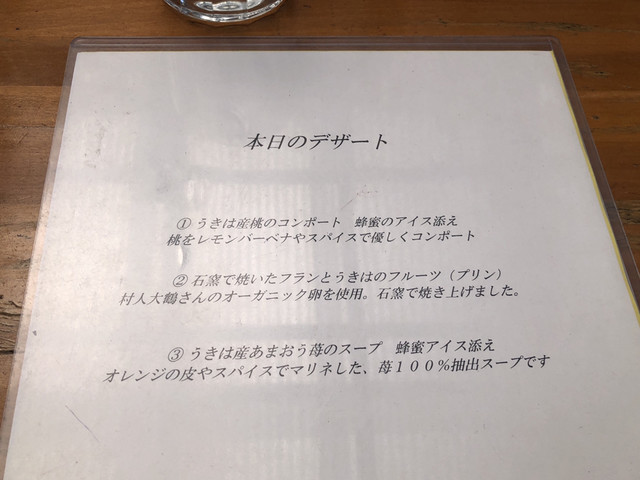 本日のデザート
① うきは産桃のコンポート　蜂蜜のアイス添え
桃をレモンバーベナやスパイスで優しくコンポート
② 石窯で焼いたフランとうきはのフルーツ（プリン）
村人大鶴さんのオーガニック卵を使用。石窯で焼き上げました。
③ うきは産あまおう苺のスープ　蜂蜜アイス添え
オレンジの皮やスパイスでマリネした、苺１００％抽出スープです